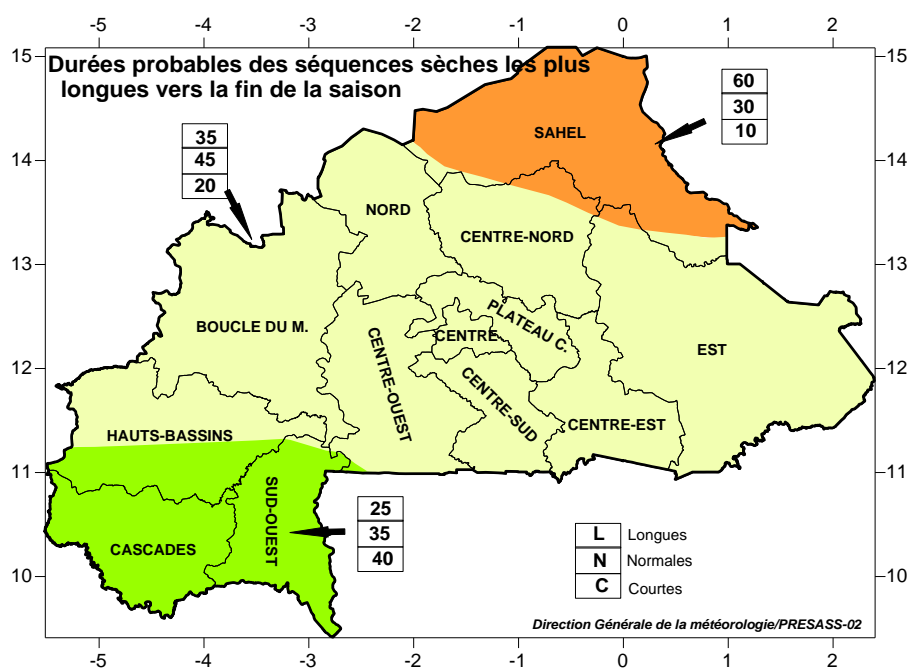 -5 -4 -3 -2 -1 0 1 2
Durées probables des séquences sèches les plus
longues vers la fin de la saison
15 15
60
30
10
SAHEL
35
45
20
14 14
NORD
CENTRE-NORD
13 13
BOUCLE DU M.
PLATEAU C.
CENTRE
EST
12 12
CENTRE-OUEST
CENTRE-SUD
CENTRE-EST
HAUTS-BASSINS
11 11
SUD-OUEST
25
35
40
CASCADES
L Longues
N Normales
C Courtes
10 10
Direction Générale de la météorologie/PRESASS-02
-5 -4 -3 -2 -1 0 1 2